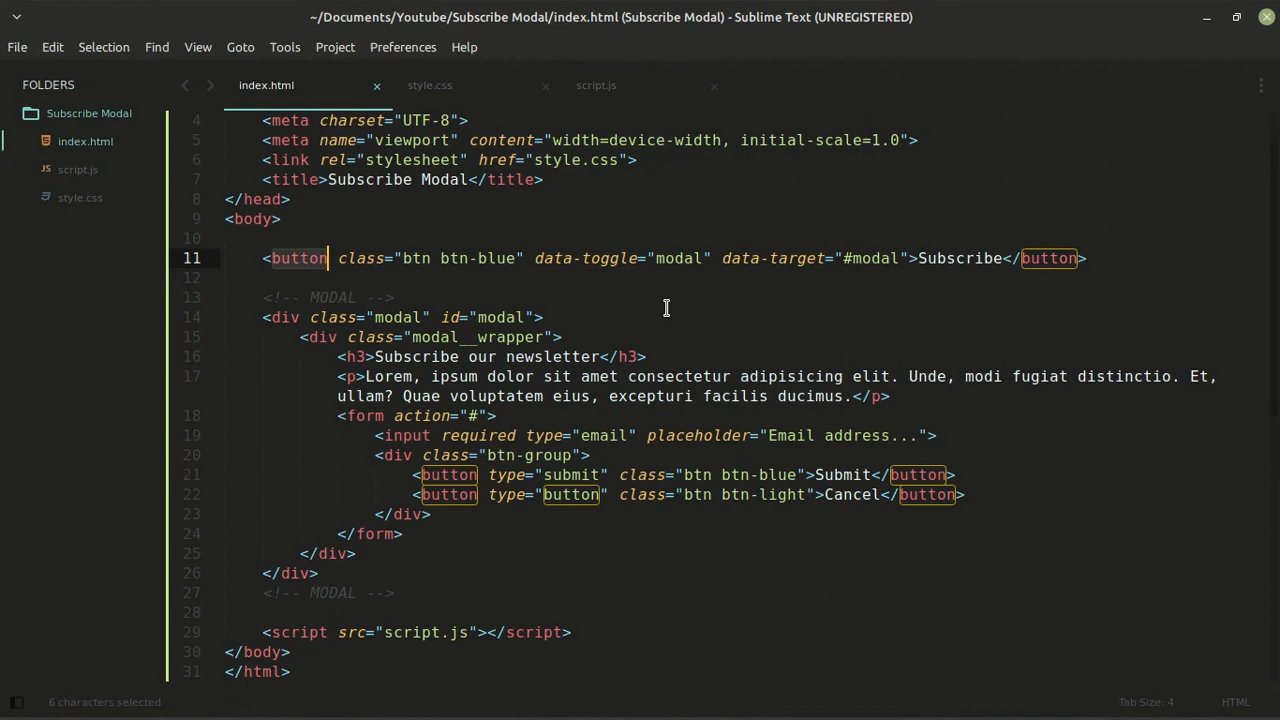 ~/Documents/Youtube/Subscribe Modal/index.html (Subscribe Modal) - Sublime Text (UNREGISTERED)
File Edit Selection Find View Goto Tools Project Preferences Help
FOLDERS
Subscribe Modal
index.html
script.js
style.css
index.html style.css script.js
4 <meta charset="UTF-8">
5 <meta name="viewport" content="width=device-width, initial-scale=1.0">
6 <link rel="stylesheet" href="style.css">
7 <title>Subscribe Modal</title>
8 </head>
9 <body>
10
11 <button class="btn btn-blue" data-toggle="modal" data-target="#modal">Subscribe</button>
12
13 <!-- MODAL -->
14 <div class="modal" id="modal">
15 <div class="modal__wrapper">
16 <h3>Subscribe our newsletter</h3>
17 <p>Lorem, ipsum dolor sit amet consectetur adipisicing elit. Unde, modi fugiat distinctio. Et,
ullam? Quae voluptatem eius, excepturi facilis ducimus.</p>
18 <form action="#">
19 <input required type="email" placeholder="Email address...">
20 <div class="btn-group">
21 <button type="submit" class="btn btn-blue">Submit</button>
22 <button type="button" class="btn btn-light">Cancel</button>
23 </div>
24 </form>
25 </div>
26 </div>
27 <!-- MODAL -->
28
29 <script src="script.js"></script>
30 </body>
31 </html>
6 characters selected
Tab Size: 4 HTML